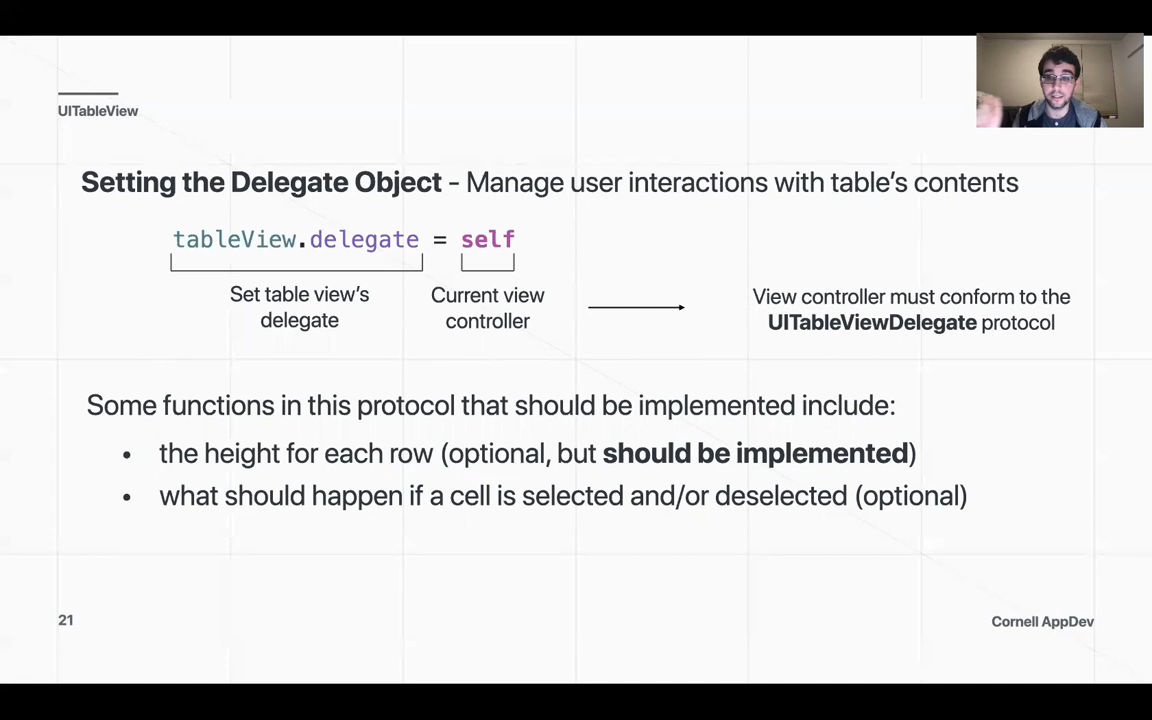 UITableView
Setting the Delegate Object - Manage user interactions with table's contents
tableView.delegate = self
Set table view's
delegate
Current view
controller
View controller must conform to the
UITableViewDelegate protocol
Some functions in this protocol that should be implemented include:
• the height for each row (optional, but should be implemented)
• what should happen if a cell is selected and/or deselected (optional)
21
Cornell AppDev